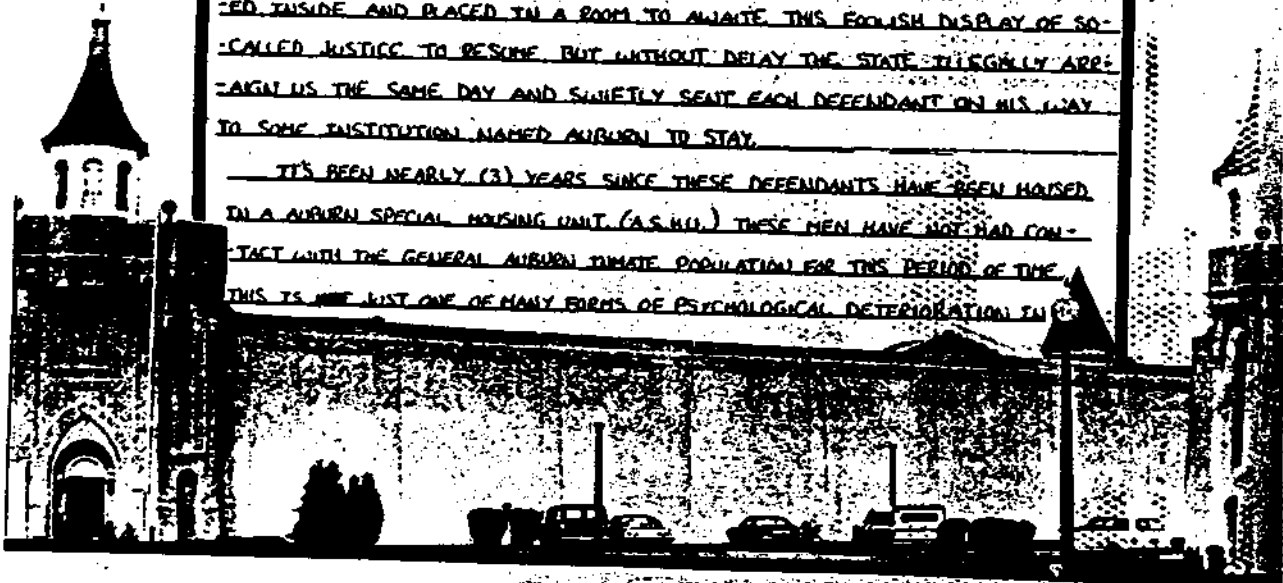 -ED INSIDE AND PLACED IN A ROOM TO AWAITE THIS FOOLISH DISPLAY OF SO-
-CALLED JUSTICE TO RESUME. BUT WITHOUT DELAY THE STATE ILLEGALLY ARR-
-AIGN US THE SAME DAY AND SWIFTLY SENT EACH DEFENDANT ON HIS WAY
TO SOME INSTITUTION NAMED AUBURN TO STAY.
IT'S BEEN NEARLY (3) YEARS SINCE THESE DEFENDANTS HAVE BEEN HOUSED
IN A AUBURN SPECIAL HOUSING UNIT. (A.S.H.U.) THESE MEN HAVE NOT HAD CON-
-TACT WITH THE GENERAL AUBURN INMATE POPULATION FOR THIS PERIOD OF TIME.
THIS IS JUST ONE OF MANY FORMS OF PSYCHOLOGICAL DETERIORATION IN